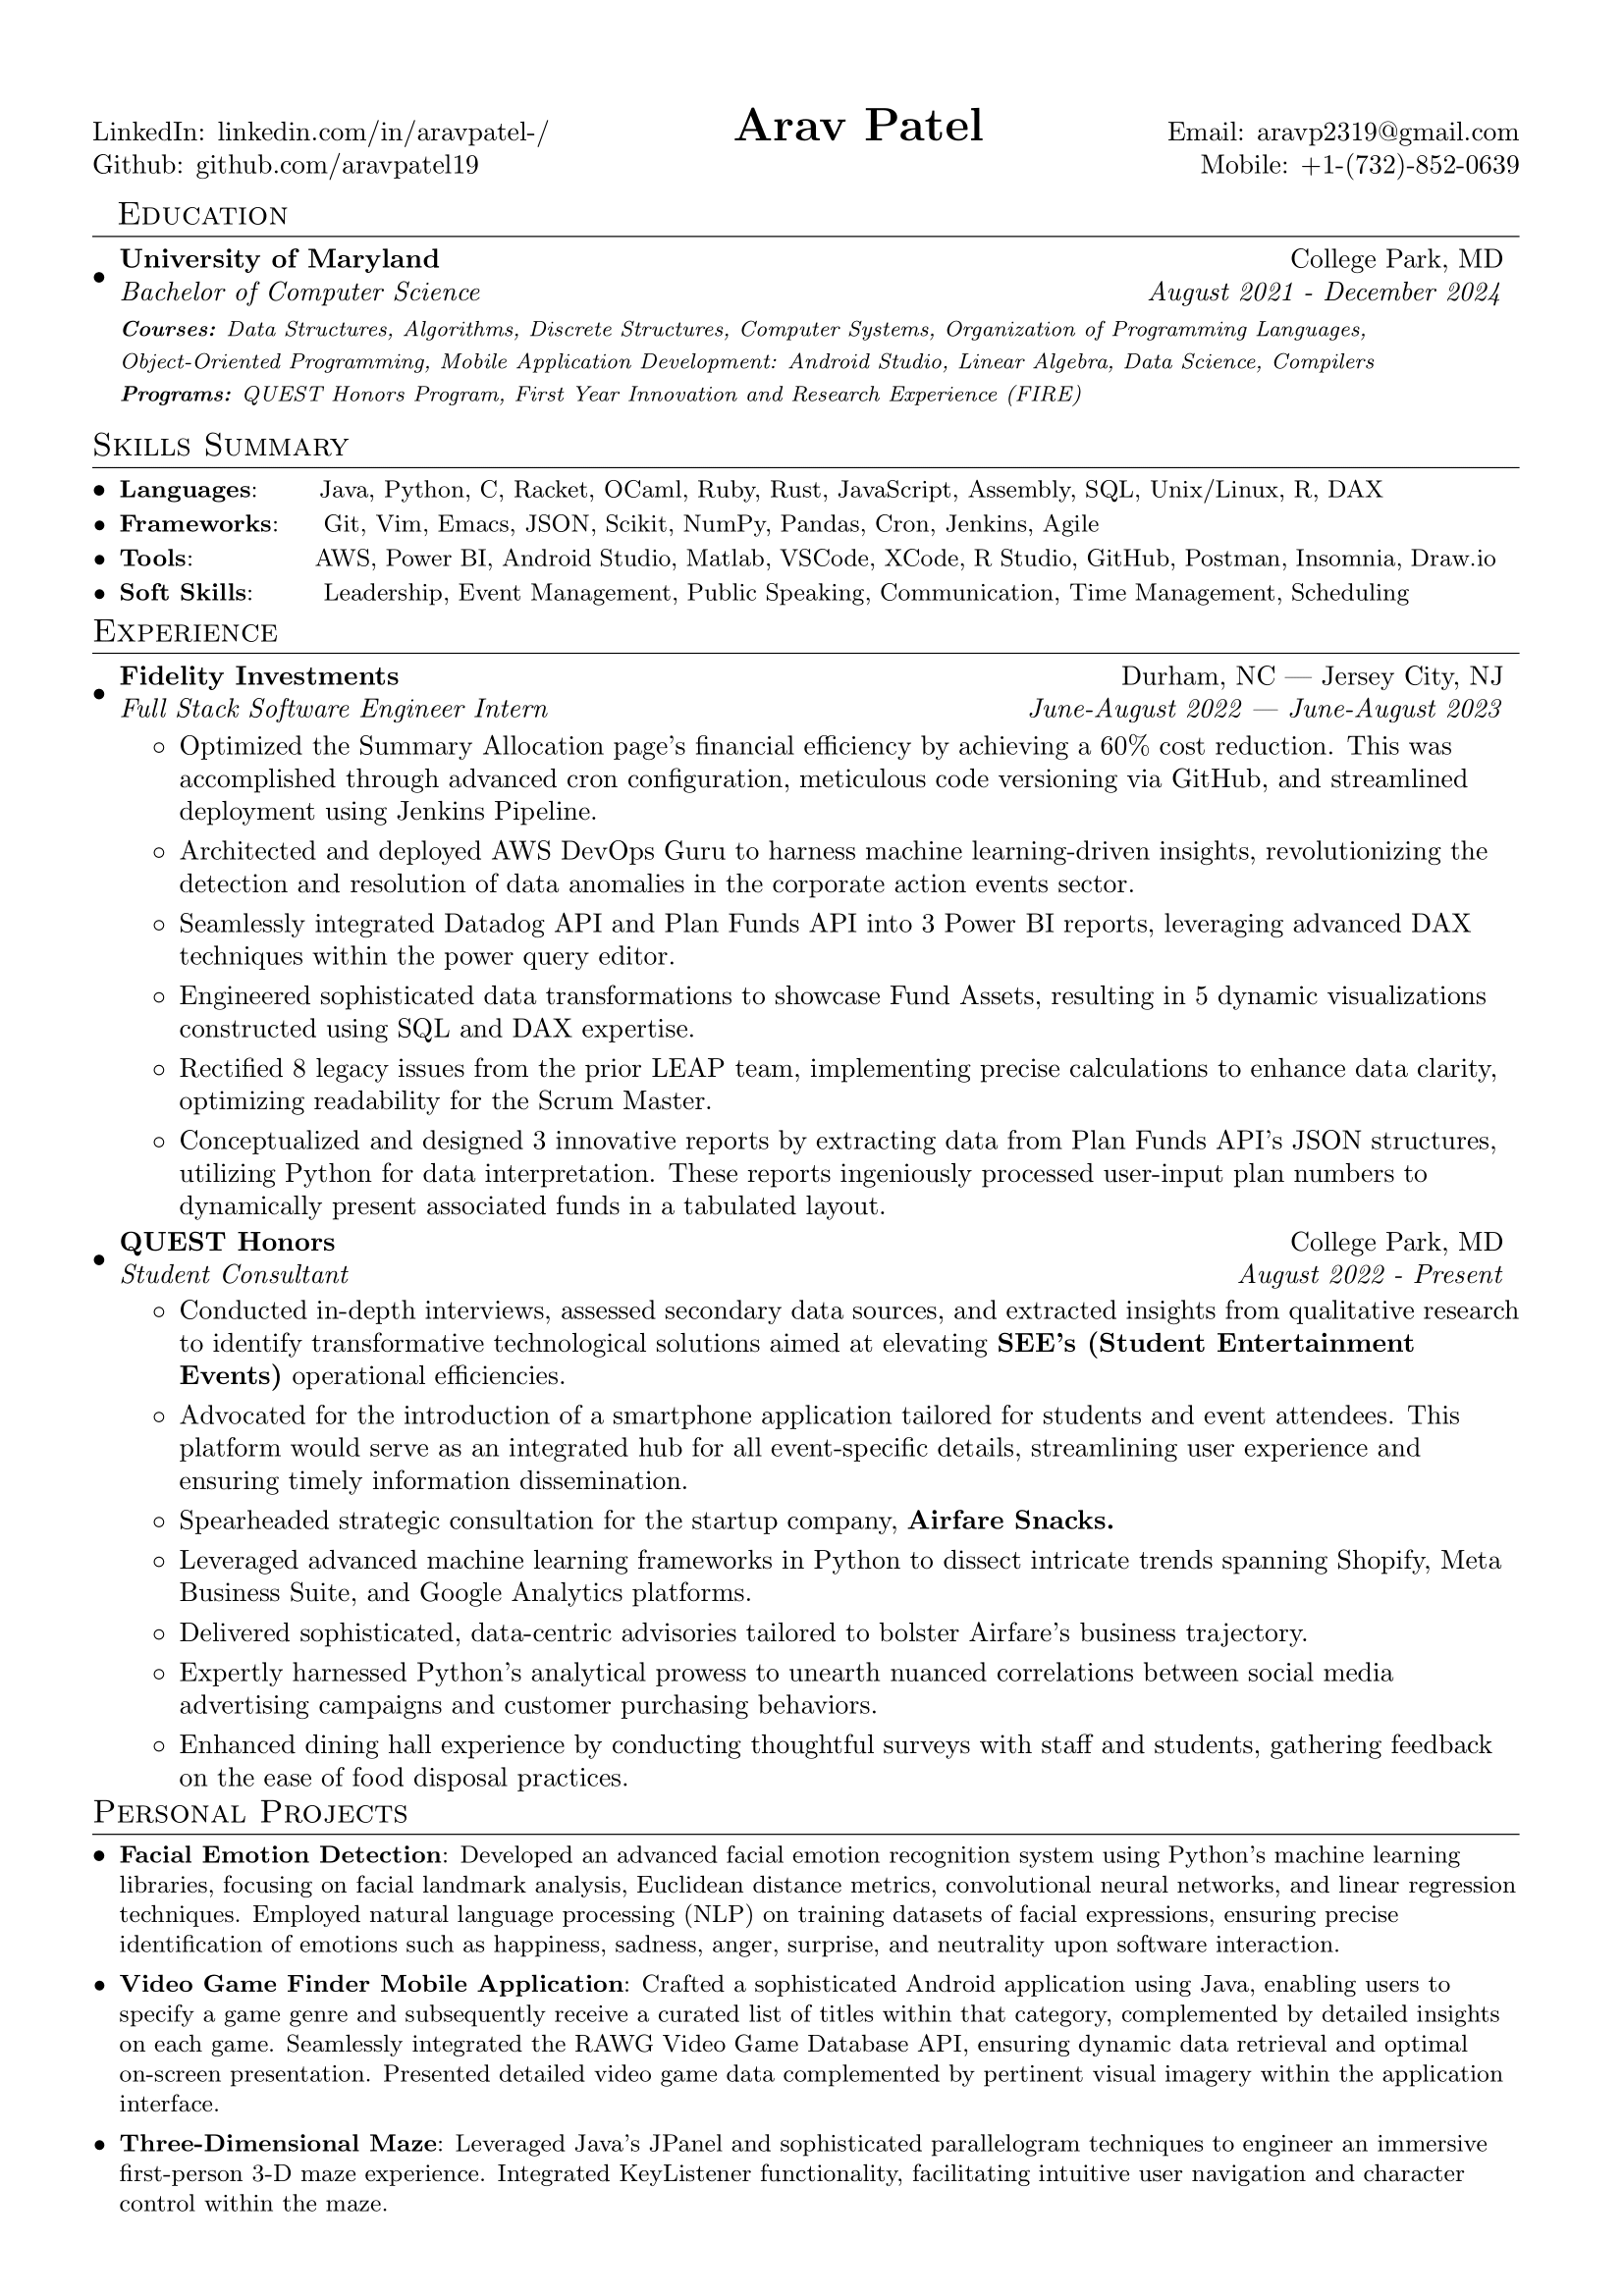 Arav Patel
LinkedIn: linkedin.com/in/aravpatel-/ Email: aravp2319@gmail.com
Github: github.com/aravpatel19 Mobile: +1-(732)-852-0639
Education
• University of Maryland College Park, MD
Bachelor of Computer Science August 2021 - December 2024
Courses: Data Structures, Algorithms, Discrete Structures, Computer Systems, Organization of Programming Languages,
Object-Oriented Programming, Mobile Application Development: Android Studio, Linear Algebra, Data Science, Compilers
Programs: QUEST Honors Program, First Year Innovation and Research Experience (FIRE)
Skills Summary
• Languages: Java, Python, C, Racket, OCaml, Ruby, Rust, JavaScript, Assembly, SQL, Unix/Linux, R, DAX
• Frameworks: Git, Vim, Emacs, JSON, Scikit, NumPy, Pandas, Cron, Jenkins, Agile
• Tools: AWS, Power BI, Android Studio, Matlab, VSCode, XCode, R Studio, GitHub, Postman, Insomnia, Draw.io
• Soft Skills: Leadership, Event Management, Public Speaking, Communication, Time Management, Scheduling
Experience
• Fidelity Investments Durham, NC — Jersey City, NJ
Full Stack Software Engineer Intern June-August 2022 — June-August 2023
◦ Optimized the Summary Allocation page's financial efficiency by achieving a 60% cost reduction. This was
accomplished through advanced cron configuration, meticulous code versioning via GitHub, and streamlined
deployment using Jenkins Pipeline.
◦ Architected and deployed AWS DevOps Guru to harness machine learning-driven insights, revolutionizing the
detection and resolution of data anomalies in the corporate action events sector.
◦ Seamlessly integrated Datadog API and Plan Funds API into 3 Power BI reports, leveraging advanced DAX
techniques within the power query editor.
◦ Engineered sophisticated data transformations to showcase Fund Assets, resulting in 5 dynamic visualizations
constructed using SQL and DAX expertise.
◦ Rectified 8 legacy issues from the prior LEAP team, implementing precise calculations to enhance data clarity,
optimizing readability for the Scrum Master.
◦ Conceptualized and designed 3 innovative reports by extracting data from Plan Funds API's JSON structures,
utilizing Python for data interpretation. These reports ingeniously processed user-input plan numbers to
dynamically present associated funds in a tabulated layout.
• QUEST Honors College Park, MD
Student Consultant August 2022 - Present
◦ Conducted in-depth interviews, assessed secondary data sources, and extracted insights from qualitative research
to identify transformative technological solutions aimed at elevating SEE's (Student Entertainment
Events) operational efficiencies.
◦ Advocated for the introduction of a smartphone application tailored for students and event attendees. This
platform would serve as an integrated hub for all event-specific details, streamlining user experience and
ensuring timely information dissemination.
◦ Spearheaded strategic consultation for the startup company, Airfare Snacks.
◦ Leveraged advanced machine learning frameworks in Python to dissect intricate trends spanning Shopify, Meta
Business Suite, and Google Analytics platforms.
◦ Delivered sophisticated, data-centric advisories tailored to bolster Airfare's business trajectory.
◦ Expertly harnessed Python's analytical prowess to unearth nuanced correlations between social media
advertising campaigns and customer purchasing behaviors.
◦ Enhanced dining hall experience by conducting thoughtful surveys with staff and students, gathering feedback
on the ease of food disposal practices.
Personal Projects
• Facial Emotion Detection: Developed an advanced facial emotion recognition system using Python's machine learning
libraries, focusing on facial landmark analysis, Euclidean distance metrics, convolutional neural networks, and linear regression
techniques. Employed natural language processing (NLP) on training datasets of facial expressions, ensuring precise
identification of emotions such as happiness, sadness, anger, surprise, and neutrality upon software interaction.
• Video Game Finder Mobile Application: Crafted a sophisticated Android application using Java, enabling users to
specify a game genre and subsequently receive a curated list of titles within that category, complemented by detailed insights
on each game. Seamlessly integrated the RAWG Video Game Database API, ensuring dynamic data retrieval and optimal
on-screen presentation. Presented detailed video game data complemented by pertinent visual imagery within the application
interface.
• Three-Dimensional Maze: Leveraged Java's JPanel and sophisticated parallelogram techniques to engineer an immersive
first-person 3-D maze experience. Integrated KeyListener functionality, facilitating intuitive user navigation and character
control within the maze.